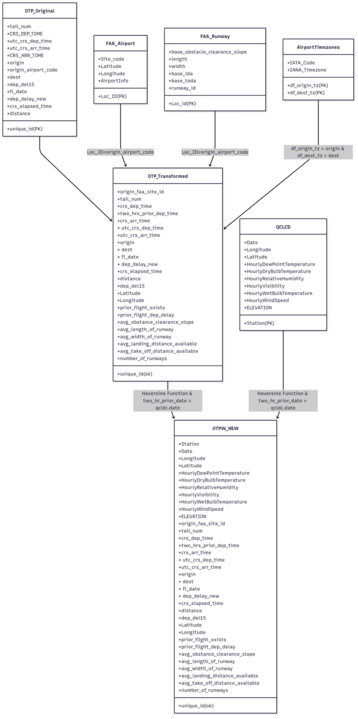 OTP_Original
+tail_num
+CRS_DEP_TIME
+utc_crs_dep_time
+utc_crs_arr_time
+CRS_ARR_TIME
+origin
+origin_airport_code
+dest
+dep_del15
+fl_date
+dep_delay_new
+crs_elapsed_time
+distance
+unique_id(PK)
FAA_Airport
+Site_code
+Latitude
+Longitude
+AirportInfo
+Loc_ID(PK)
FAA_Runway
+base_obstacle_clearance_slope
+length
+width
+base_lda
+base_toda
+runway_id
+Loc_id(PK)
AirportTimezones
+IATA_Code
+IANA_Timezone
+df_origin_tz(PK)
+df_dest_tz(PK)
Loc_ID=origin_airport_code
Loc_ID=origin_airport_code
df_origin_tz = origin &
df_dest_tz = dest
OTP_Transformed
+origin_faa_site_id
+tail_num
+crs_dep_time
+two_hrs_prior_dep_time
+crs_arr_time
+ utc_crs_dep_time
+utc_crs_arr_time
+origin
+ dest
+ fl_date
+ dep_delay_new
+crs_elapsed_time
+distance
+dep_del15
+Latitude
+Longitude
+prior_flight_exists
+prior_flight_dep_delay
+avg_obstance_clearance_slope
+avg_length_of_runway
+avg_width_of_runway
+avg_landing_distance_available
+avg_take_off_distance_available
+number_of_runways
+unique_id(ok)
QCLCD
+Date
+Longitude
+Latitude
+HourlyDewPointTemperature
+HourlyDryBulbTemperature
+HourlyRelativeHumidity
+HourlyVisibility
+HourlyWetBulbTemperature
+HourlyWindSpeed
+ELEVATION
+Station(PK)
Haversine Function &
two_hr_prior_date =
qcldc.date
Haversine Function &
two_hr_prior_date =
qcldc.date
OTPW_NEW
+Station
+Date
+Longitude
+Latitude
+HourlyDewPointTemperature
+HourlyDryBulbTemperature
+HourlyRelativeHumidity
+HourlyVisibility
+HourlyWetBulbTemperature
+HourlyWindSpeed
+ELEVATION
+origin_faa_site_id
+tail_num
+crs_dep_time
+two_hrs_prior_dep_time
+crs_arr_time
+ utc_crs_dep_time
+utc_crs_arr_time
+origin
+ dest
+ fl_date
+ dep_delay_new
+crs_elapsed_time
+distance
+dep_del15
+Latitude
+Longitude
+prior_flight_exists
+prior_flight_dep_delay
+avg_obstance_clearance_slope
+avg_length_of_runway
+avg_width_of_runway
+avg_landing_distance_available
+avg_take_off_distance_available
+number_of_runways
+unique_id(ok)